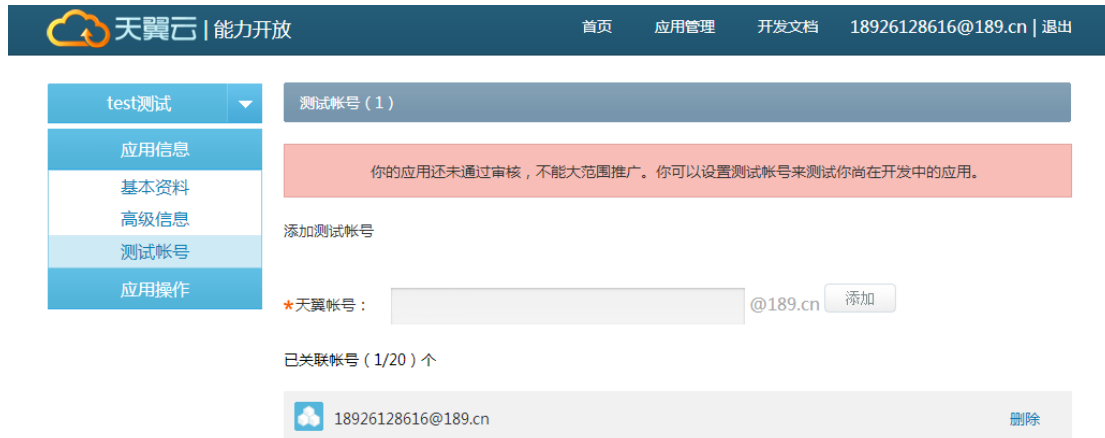 天翼云|能力开放 首页 应用管理 开发文档 18926128616@189.cn | 退出
test测试
测试帐号（1）
应用信息
基本资料
高级信息
测试帐号
应用操作
你的应用还未通过审核，不能大范围推广。你可以设置测试帐号来测试你尚在开发中的应用。
添加测试帐号
*天翼帐号： @189.cn 添加
已关联帐号（1/20）个
18926128616@189.cn 删除